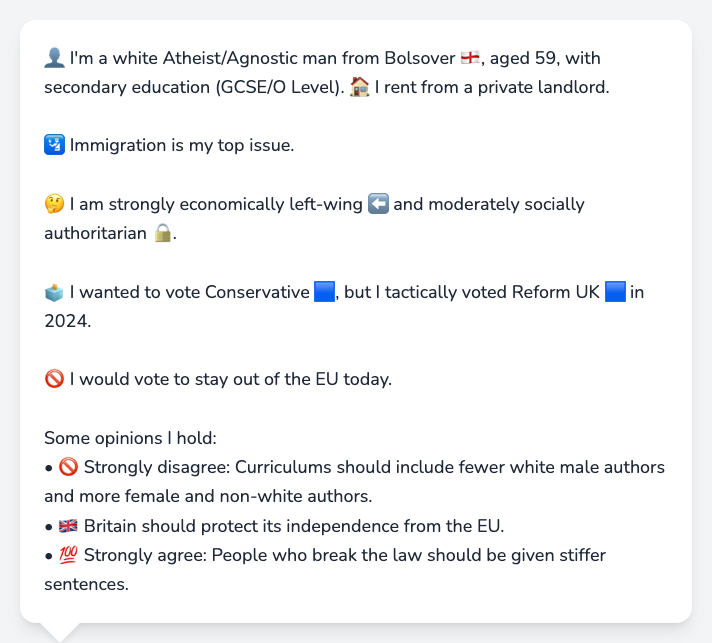 👤 I'm a white Atheist/Agnostic man from Bolsover 🏴󠁧󠁢󠁥󠁮󠁧󠁿, aged 59, with
secondary education (GCSE/O Level). 🏠 I rent from a private landlord.
🛂 Immigration is my top issue.
🤔 I am strongly economically left-wing ⬅️ and moderately socially
authoritarian 🔒.
🗳️ I wanted to vote Conservative 🟦, but I tactically voted Reform UK 🟦 in
2024.
🚫 I would vote to stay out of the EU today.
Some opinions I hold:
• 🚫 Strongly disagree: Curriculums should include fewer white male authors
and more female and non-white authors.
• 🇬🇧 Britain should protect its independence from the EU.
• 💯 Strongly agree: People who break the law should be given stiffer
sentences.